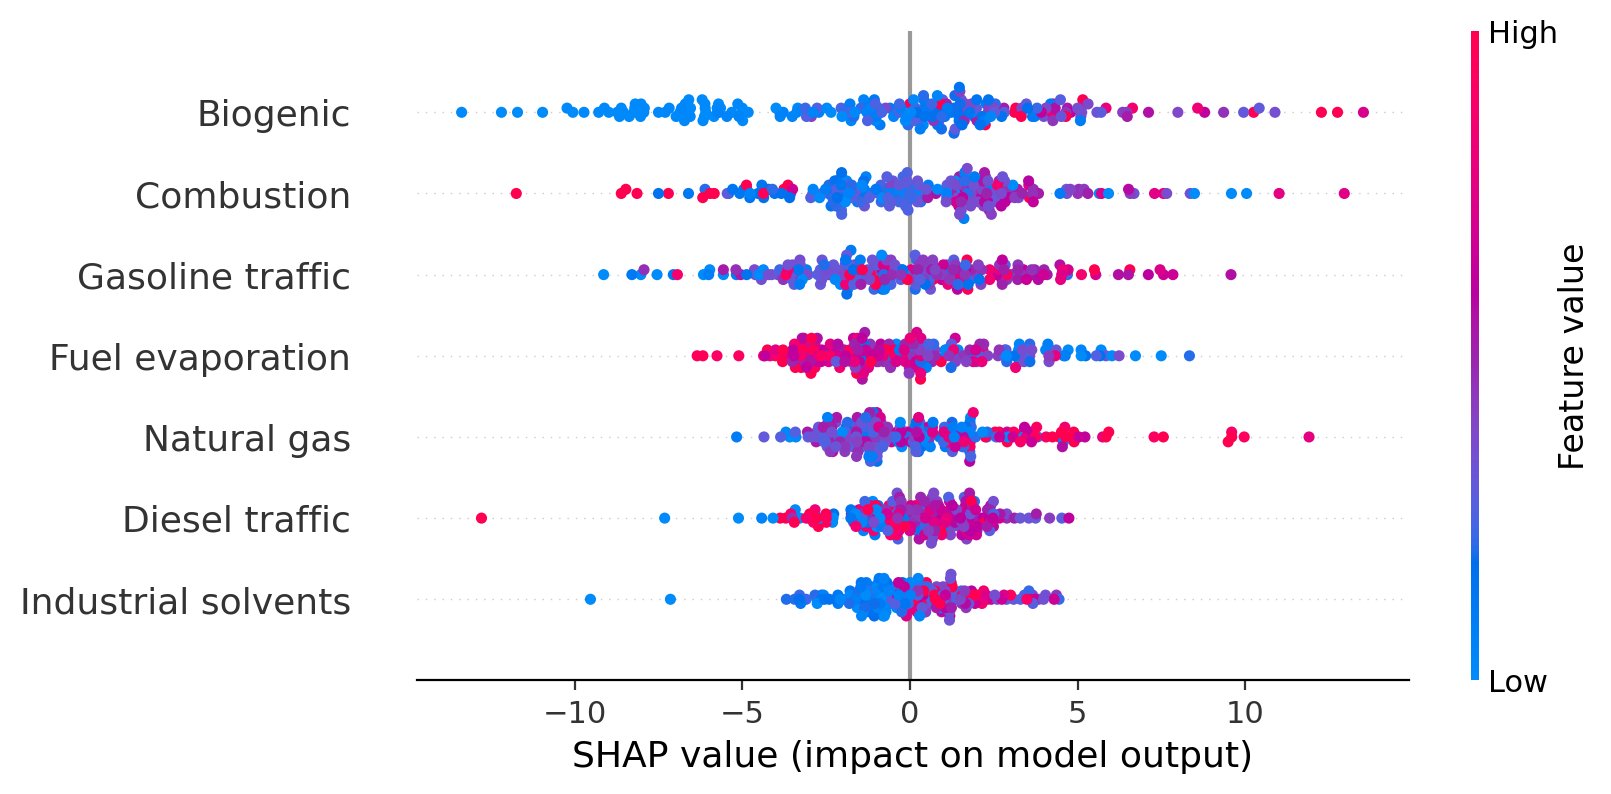 High
Biogenic
Combustion
Gasoline traffic
Fuel evaporation
Natural gas
Diesel traffic
Industrial solvents
Feature value
Low
−10
−5
0
5
10
SHAP value (impact on model output)